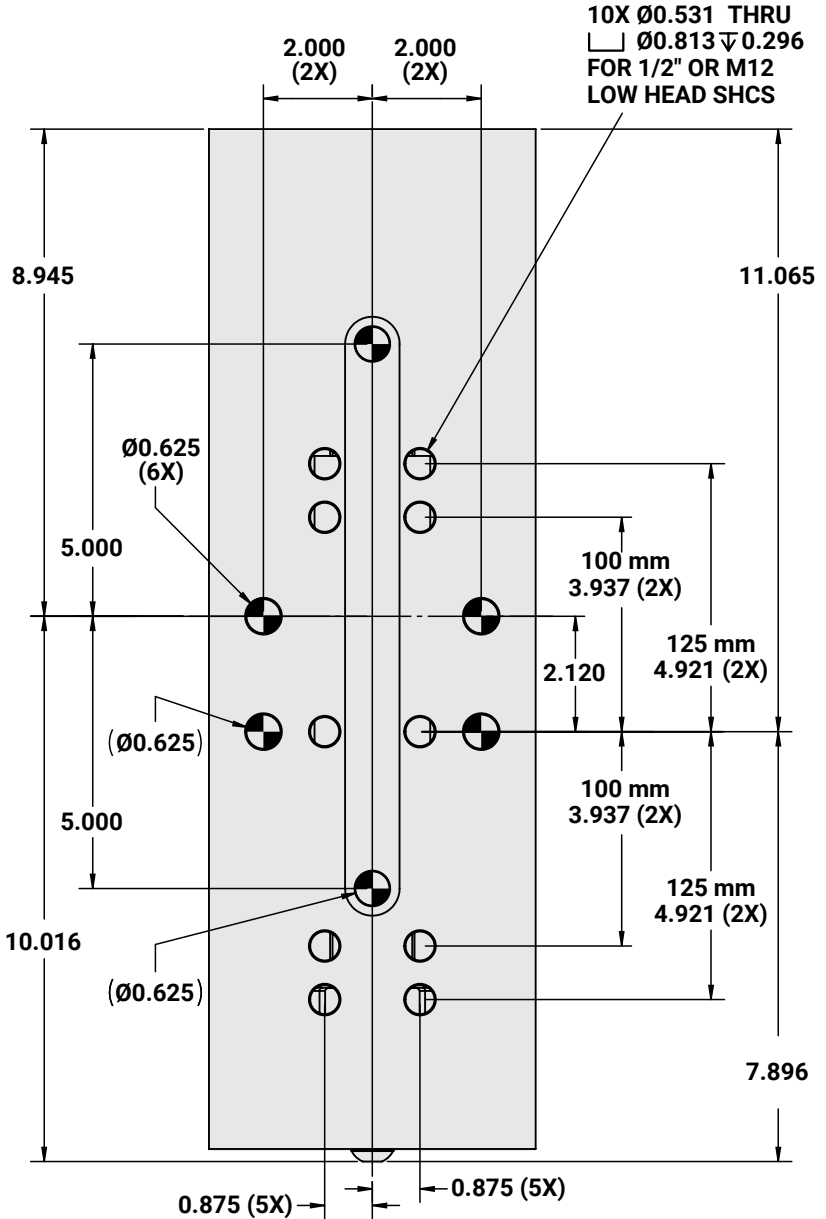 10X Ø0.531 THRU
⌴ Ø0.813 ↧ 0.296
FOR 1/2" OR M12
LOW HEAD SHCS
2.000
(2X)
2.000
(2X)
8.945
11.065
Ø0.625
(6X)
5.000
100 mm
3.937 (2X)
125 mm
4.921 (2X)
2.120
(Ø0.625)
100 mm
3.937 (2X)
5.000
125 mm
4.921 (2X)
10.016
(Ø0.625)
7.896
0.875 (5X)
0.875 (5X)